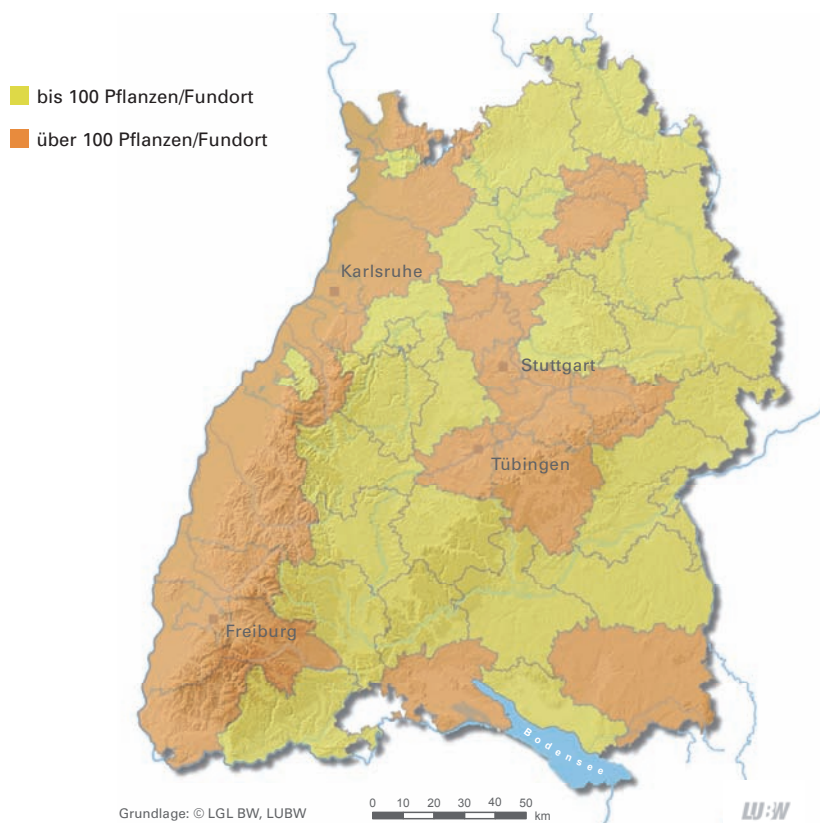 bis 100 Pflanzen/Fundort
über 100 Pflanzen/Fundort
Karlsruhe
Stuttgart
Tübingen
Freiburg
Bodensee
Grundlage: © LGL BW, LUBW
0 10 20 30 40 50
km
LUBW